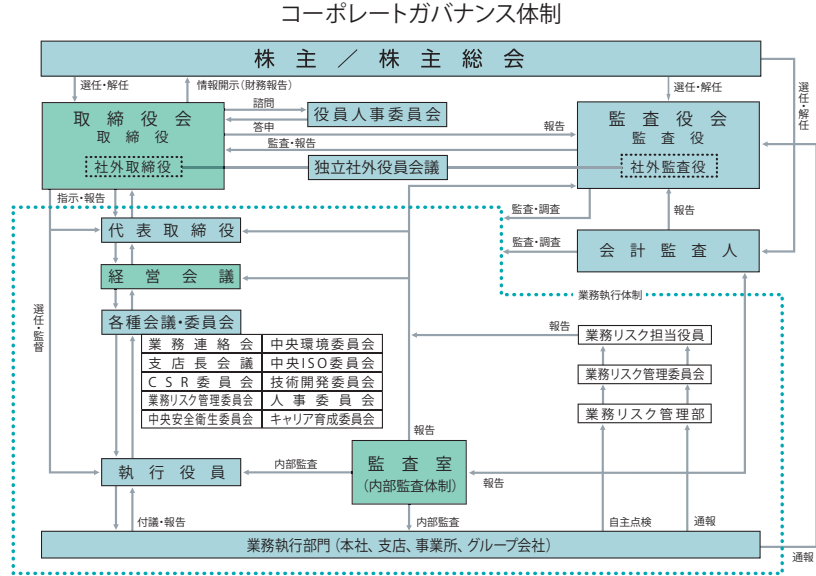 コーポレートガバナンス体制
株主／株主総会
選任・解任
情報開示（財務報告）
選任・解任
選任・解任
取締役会
取締役
社外取締役
諮問
役員人事委員会
答申
報告
監査・報告
独立社外役員会議
監査役会
監査役
社外監査役
指示・報告
監査・調査
報告
代表取締役
監査・調査
会計監査人
経営会議
業務執行体制
選任・監督
各種会議・委員会
報告
業務リスク担当役員
業務連絡会
中央環境委員会
支店長会議
中央ISO委員会
業務リスク管理委員会
CSR委員会
技術開発委員会
業務リスク管理委員会
人事委員会
業務リスク管理部
中央安全衛生委員会
キャリア育成委員会
報告
執行役員
内部監査
監査室
（内部監査体制）
報告
付議・報告
内部監査
自主点検
通報
業務執行部門（本社、支店、事業所、グループ会社）
通報